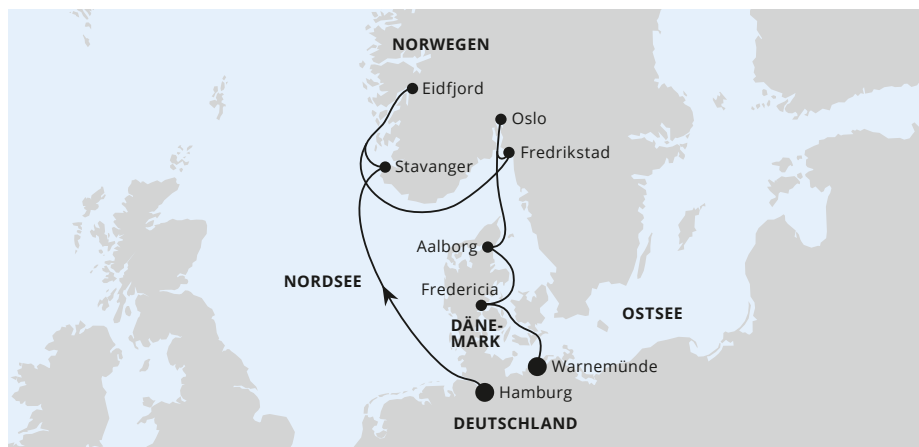 NORWEGEN
Eidfjord
Oslo
Fredrikstad
Stavanger
Aalborg
NORDSEE
Fredericia
OSTSEE
DÄNE-
MARK
Warnemünde
Hamburg
DEUTSCHLAND